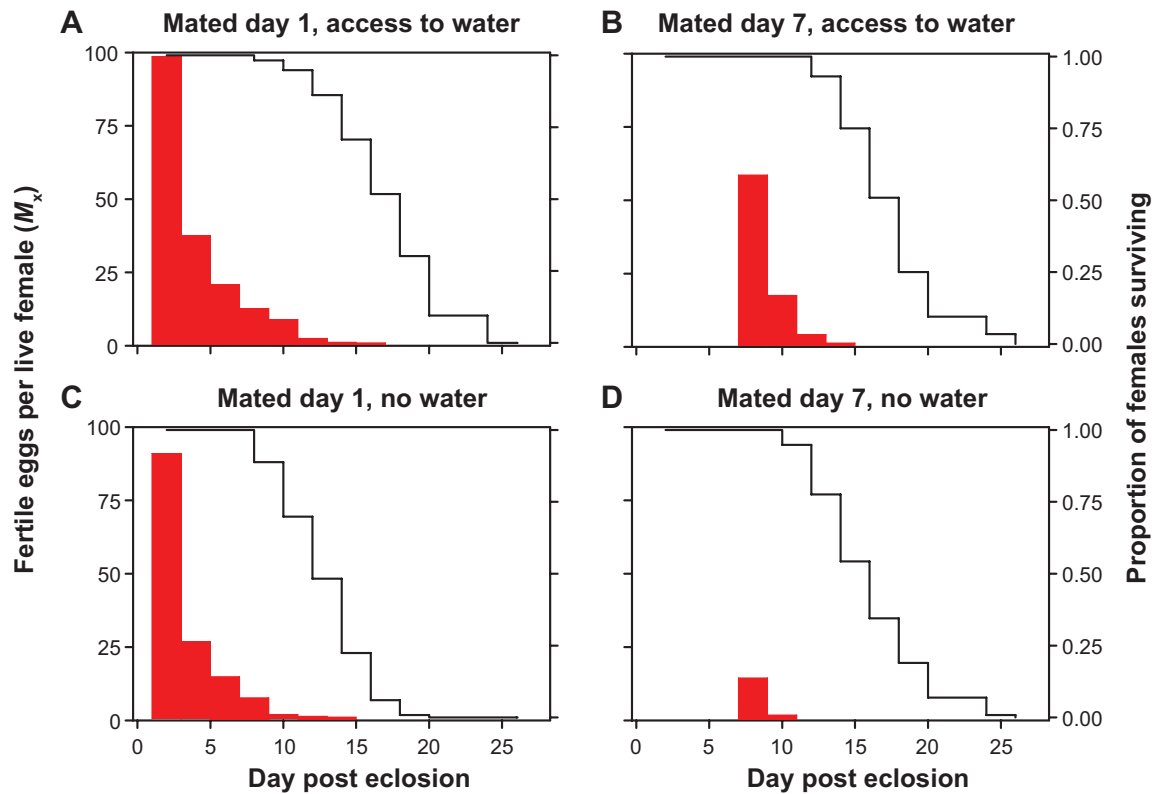 A Mated day 1, access to water
B Mated day 7, access to water
100
75
50
25
0
1.00
0.75
0.50
0.25
0.00
C Mated day 1, no water
D Mated day 7, no water
100
75
50
25
0
1.00
0.75
0.50
0.25
0.00
0 5 10 15 20 25
0 5 10 15 20 25
Day post eclosion
Day post eclosion
Fertile eggs per live female (Mx)
Proportion of females surviving